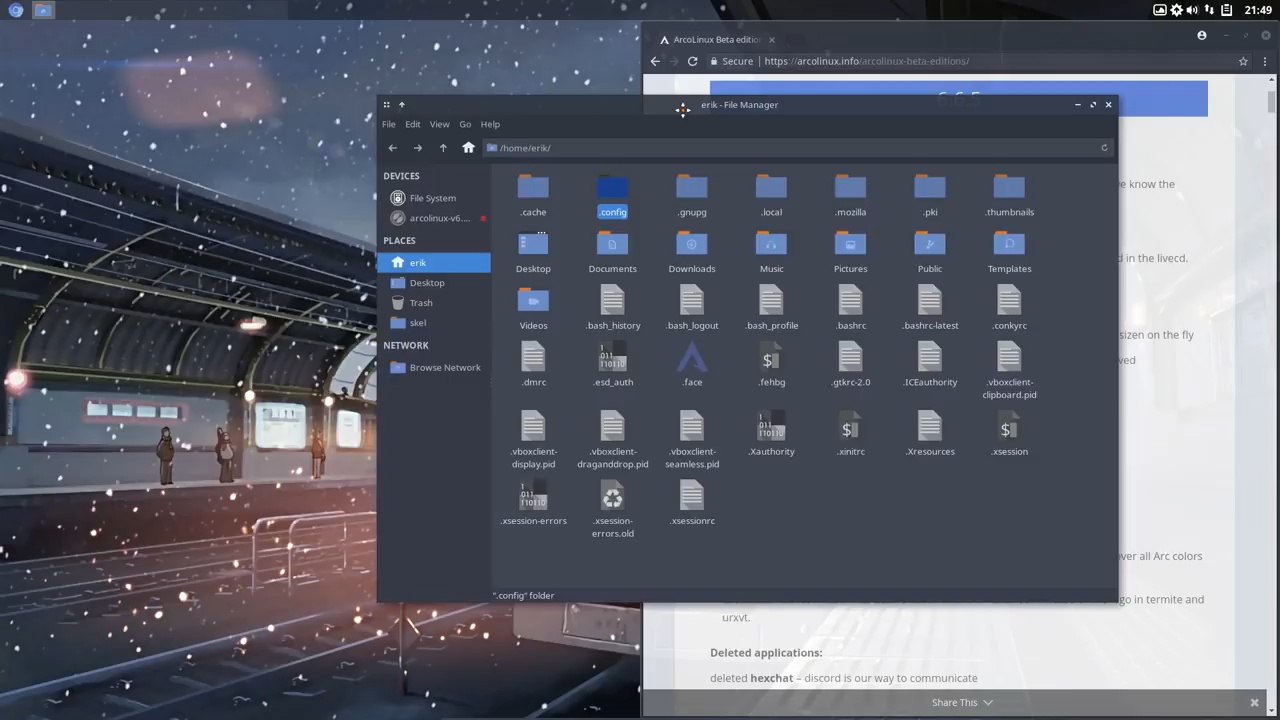 21:49
ArcoLinux Beta edition
Secure https://arcolinux.info/arcolinux-beta-editions/
6.6.5
erik - File Manager
File Edit View Go Help
/home/erik/
DEVICES
File System
arcolinux-v6....
PLACES
erik
Desktop
Trash
skel
NETWORK
Browse Network
.cache .config .gnupg .local .mozilla .pki .thumbnails
Desktop Documents Downloads Music Pictures Public Templates
Videos .bash_history .bash_logout .bash_profile .bashrc .bashrc-latest .conkyrc
.dmrc .esd_auth .face .fehbg .gtkrc-2.0 .ICEauthority .vboxclient-
clipboard.pid
.vboxclient- .vboxclient- .vboxclient- .Xauthority .xinitrc .Xresources .xsession
display.pid draganddrop.pid seamless.pid
.xsession-errors .xsession- .xsessionrc
errors.old
".config" folder
know the
d in the livecd.
sizen on the fly
ved
over all Arc colors
go in termite and
urxvt.
Deleted applications:
deleted hexchat – discord is our way to communicate
Share This